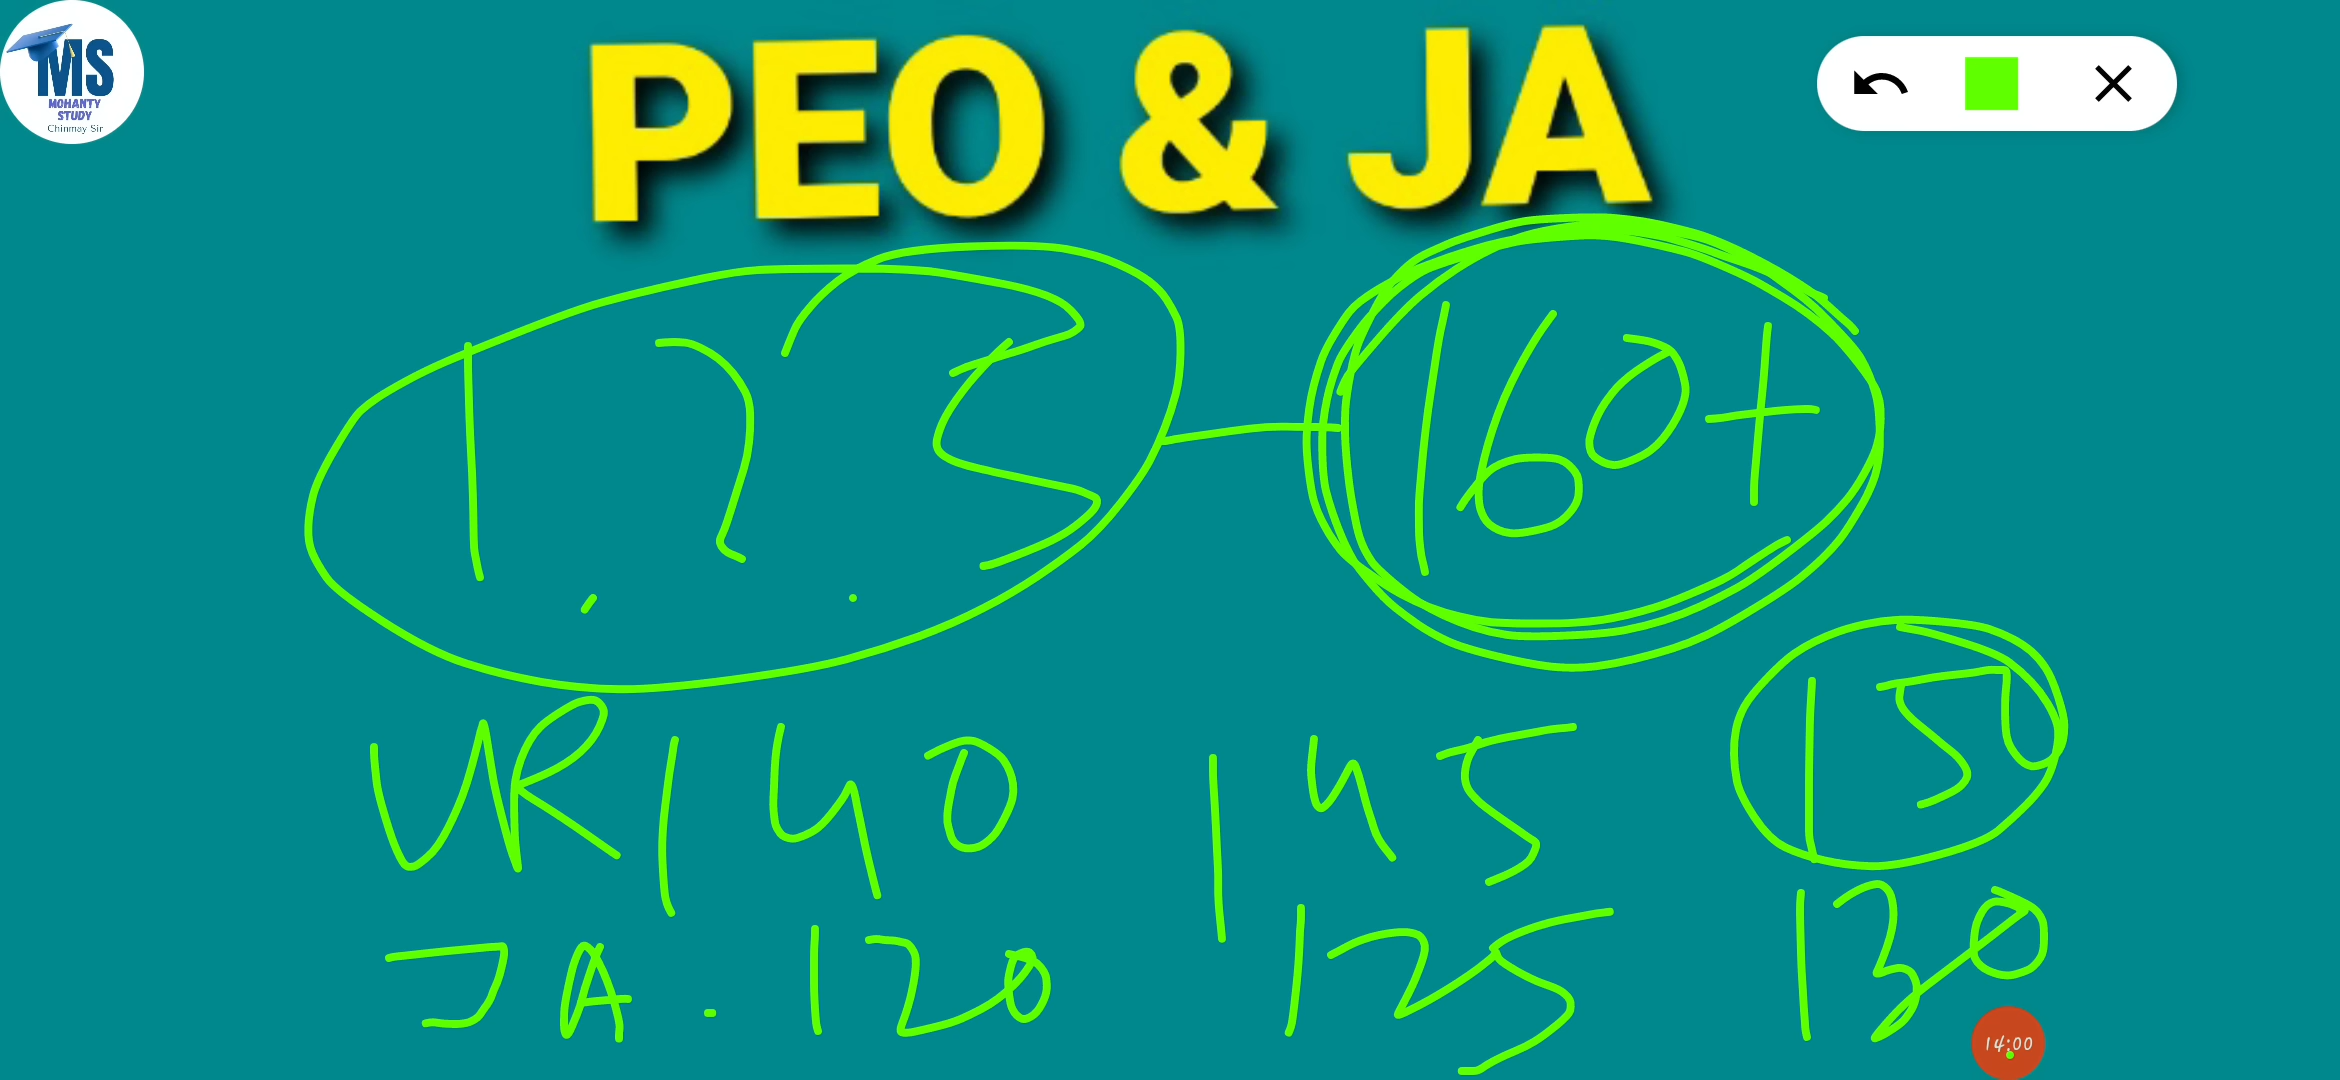 MS
MOHANTY
STUDY
Chinmay Sir
PEO & JA
1, 2. 3 160+
UR 140 145 150
JA. 120 125 130
14:00